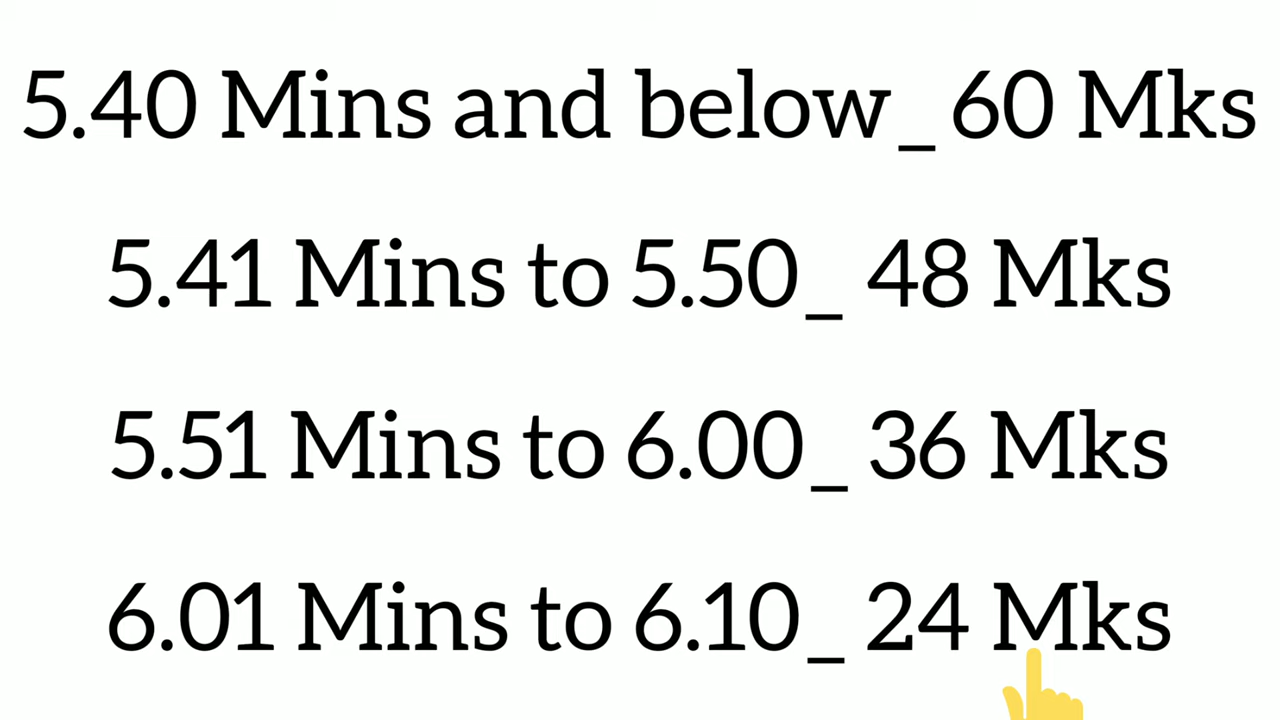 5.40 Mins and below_ 60 Mks
5.41 Mins to 5.50_ 48 Mks
5.51 Mins to 6.00_ 36 Mks
6.01 Mins to 6.10_ 24 Mks